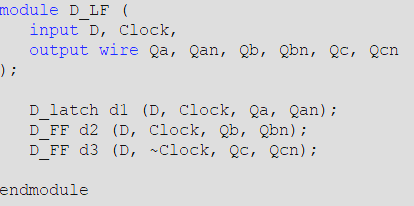 module D_LF (
input D, Clock,
output wire Qa, Qan, Qb, Qbn, Qc, Qcn
);
D_latch d1 (D, Clock, Qa, Qan);
D_FF d2 (D, Clock, Qb, Qbn);
D_FF d3 (D, ~Clock, Qc, Qcn);
endmodule